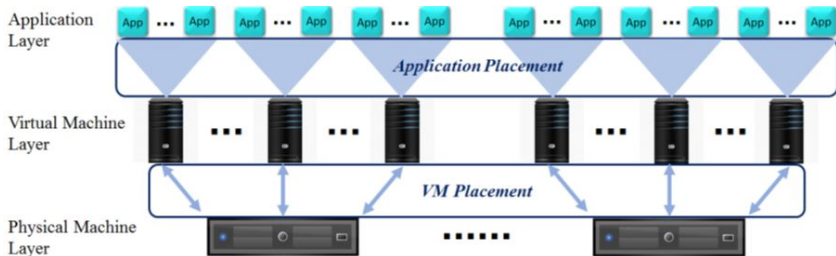 Application
Layer
App ... App App ... App App ... App App ... App App ... App App ... App
Application Placement
Virtual Machine
Layer
... ... ... ...
VM Placement
Physical Machine
Layer
......